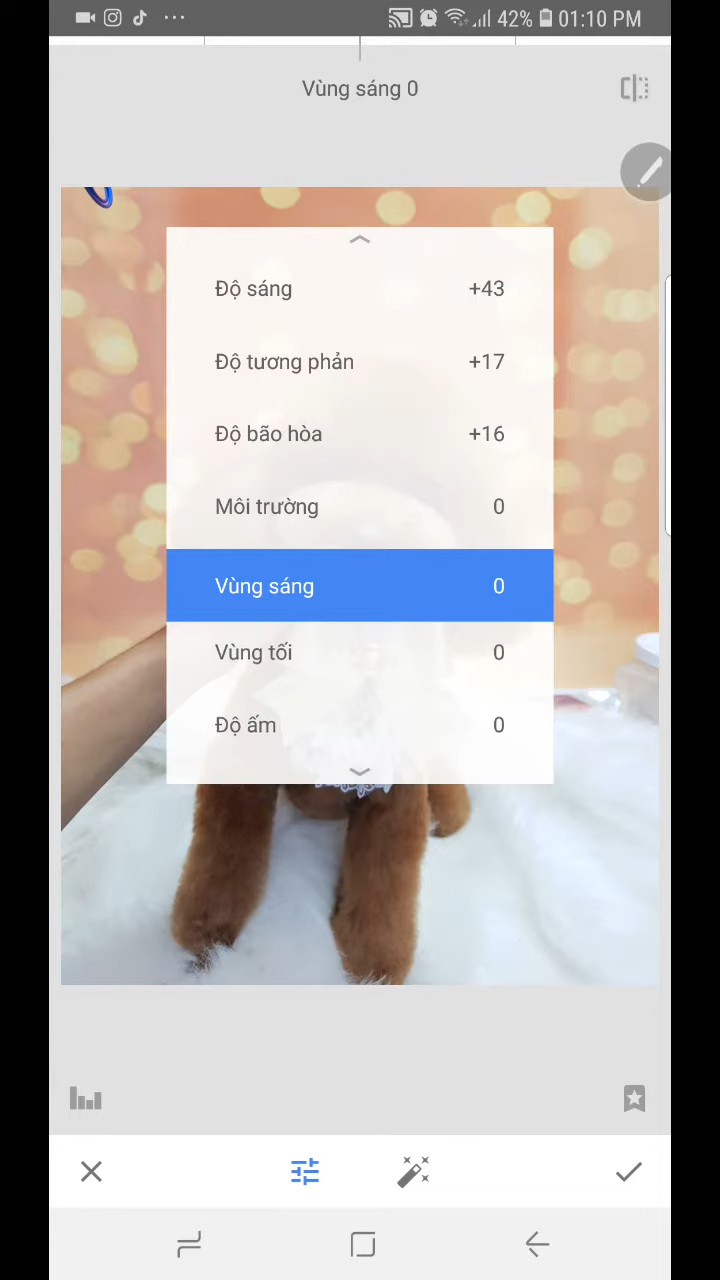 42% 01:10 PM
Vùng sáng 0
Độ sáng +43
Độ tương phản +17
Độ bão hòa +16
Môi trường 0
Vùng sáng 0
Vùng tối 0
Độ ấm 0